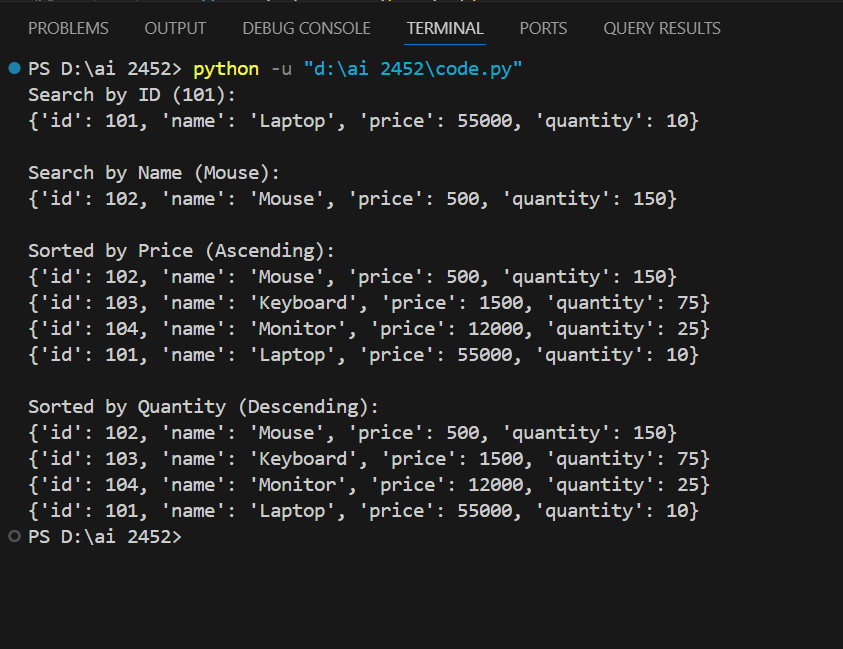 PROBLEMS OUTPUT DEBUG CONSOLE TERMINAL PORTS QUERY RESULTS
PS D:\ai 2452> python -u "d:\ai 2452\code.py"
Search by ID (101):
{'id': 101, 'name': 'Laptop', 'price': 55000, 'quantity': 10}
Search by Name (Mouse):
{'id': 102, 'name': 'Mouse', 'price': 500, 'quantity': 150}
Sorted by Price (Ascending):
{'id': 102, 'name': 'Mouse', 'price': 500, 'quantity': 150}
{'id': 103, 'name': 'Keyboard', 'price': 1500, 'quantity': 75}
{'id': 104, 'name': 'Monitor', 'price': 12000, 'quantity': 25}
{'id': 101, 'name': 'Laptop', 'price': 55000, 'quantity': 10}
Sorted by Quantity (Descending):
{'id': 102, 'name': 'Mouse', 'price': 500, 'quantity': 150}
{'id': 103, 'name': 'Keyboard', 'price': 1500, 'quantity': 75}
{'id': 104, 'name': 'Monitor', 'price': 12000, 'quantity': 25}
{'id': 101, 'name': 'Laptop', 'price': 55000, 'quantity': 10}
PS D:\ai 2452>